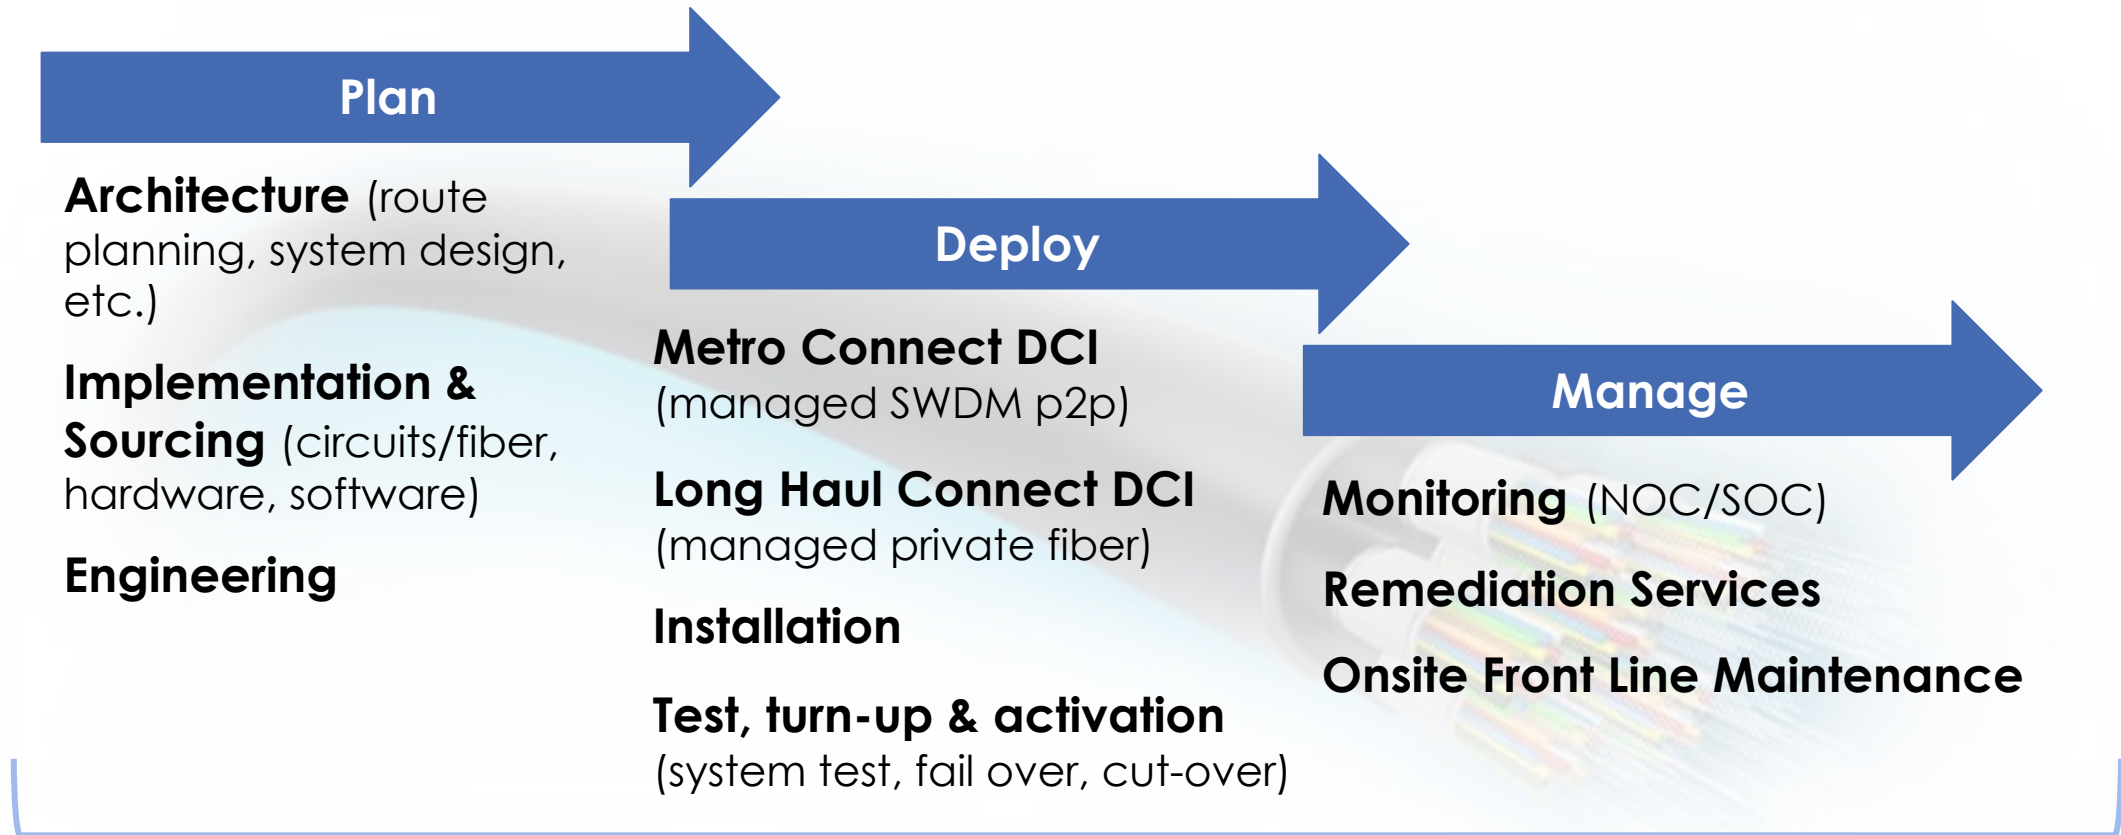 Plan
Architecture (route
planning, system design,
etc.)
Implementation &
Sourcing (circuits/fiber,
hardware, software)
Engineering
Deploy
Metro Connect DCI
(managed SWDM p2p)
Long Haul Connect DCI
(managed private fiber)
Installation
Test, turn-up & activation
(system test, fail over, cut-over)
Manage
Monitoring (NOC/SOC)
Remediation Services
Onsite Front Line Maintenance